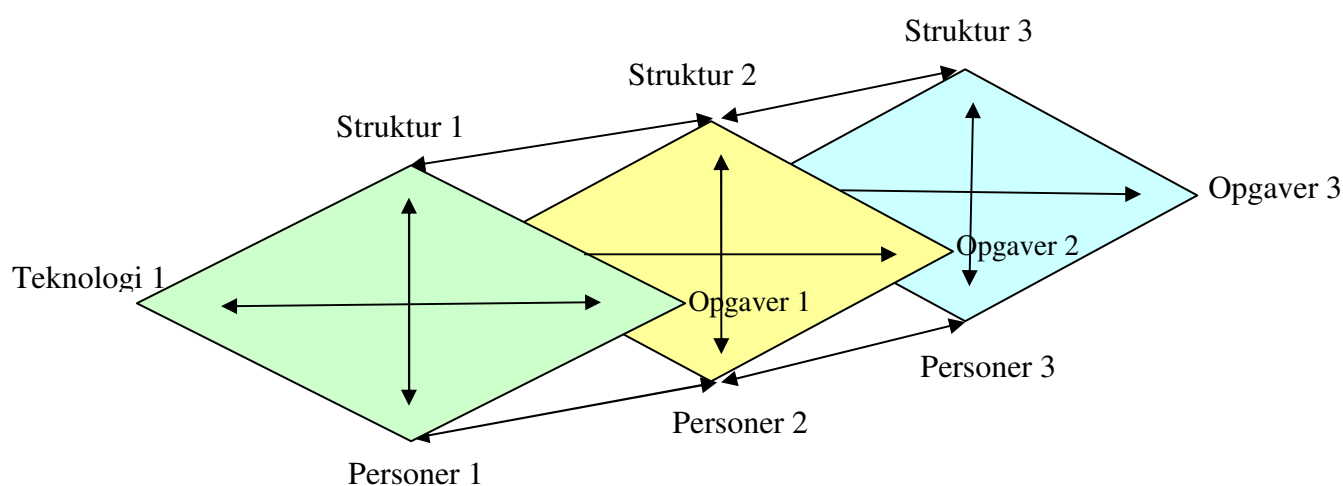 Struktur 3
Struktur 2
Struktur 1
Opgaver 3
Opgaver 2
Teknologi 1
Opgaver 1
Personer 3
Personer 2
Personer 1